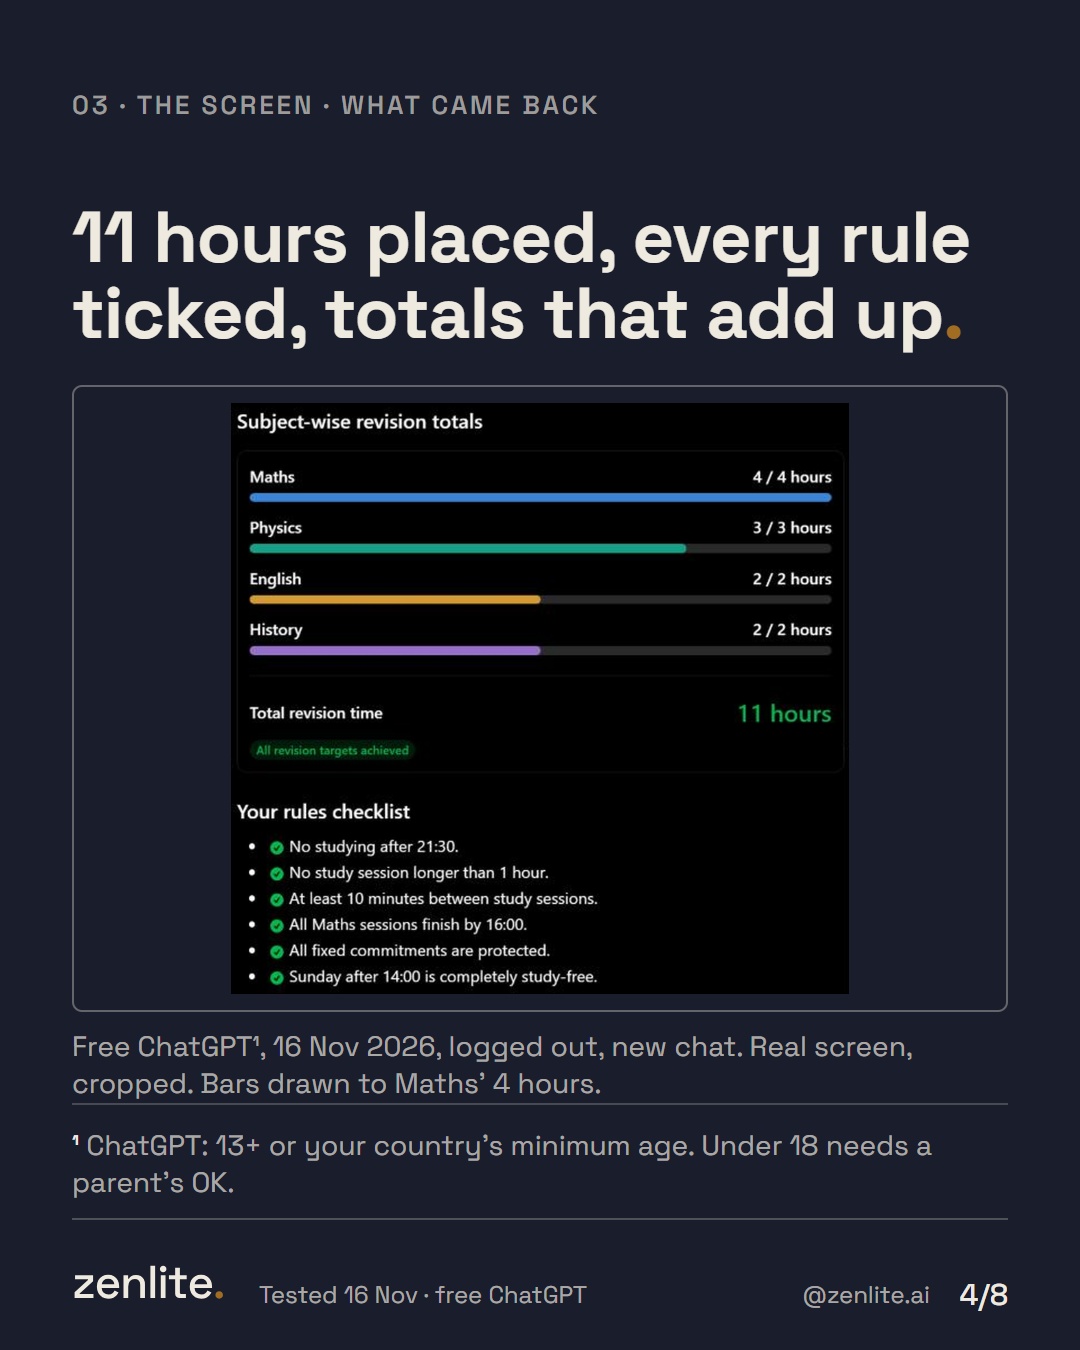 03 · THE SCREEN · WHAT CAME BACK
11 hours placed, every rule
ticked, totals that add up.
Subject-wise revision totals
Maths 4 / 4 hours
Physics 3 / 3 hours
English 2 / 2 hours
History 2 / 2 hours
Total revision time 11 hours
All revision targets achieved
Your rules checklist
• ✅ No studying after 21:30.
• ✅ No study session longer than 1 hour.
• ✅ At least 10 minutes between study sessions.
• ✅ All Maths sessions finish by 16:00.
• ✅ All fixed commitments are protected.
• ✅ Sunday after 14:00 is completely study-free.
Free ChatGPT¹, 16 Nov 2026, logged out, new chat. Real screen,
cropped. Bars drawn to Maths’ 4 hours.
¹ ChatGPT: 13+ or your country’s minimum age. Under 18 needs a
parent’s OK.
zenlite. Tested 16 Nov · free ChatGPT @zenlite.ai 4/8